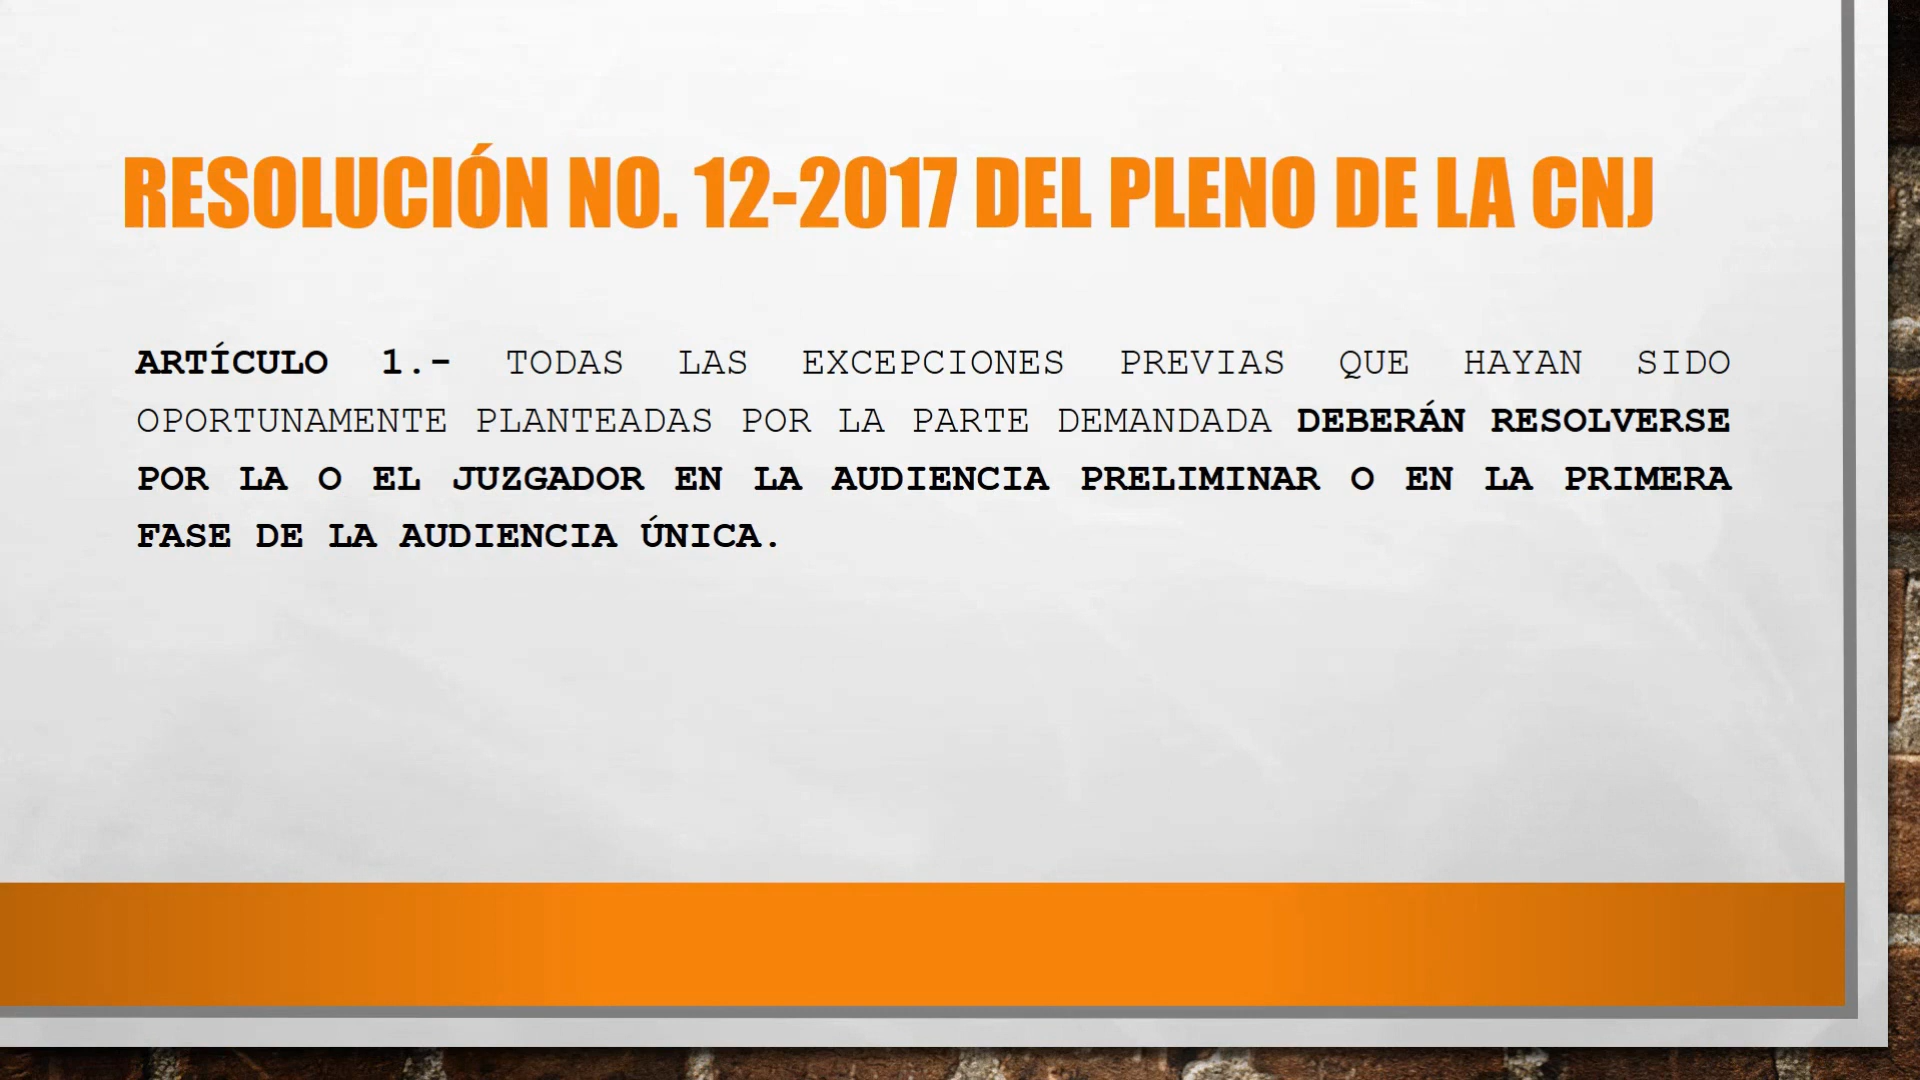 RESOLUCIÓN NO. 12-2017 DEL PLENO DE LA CNJ
ARTÍCULO 1.- TODAS LAS EXCEPCIONES PREVIAS QUE HAYAN SIDO
OPORTUNAMENTE PLANTEADAS POR LA PARTE DEMANDADA DEBERÁN RESOLVERSE
POR LA O EL JUZGADOR EN LA AUDIENCIA PRELIMINAR O EN LA PRIMERA
FASE DE LA AUDIENCIA ÚNICA.